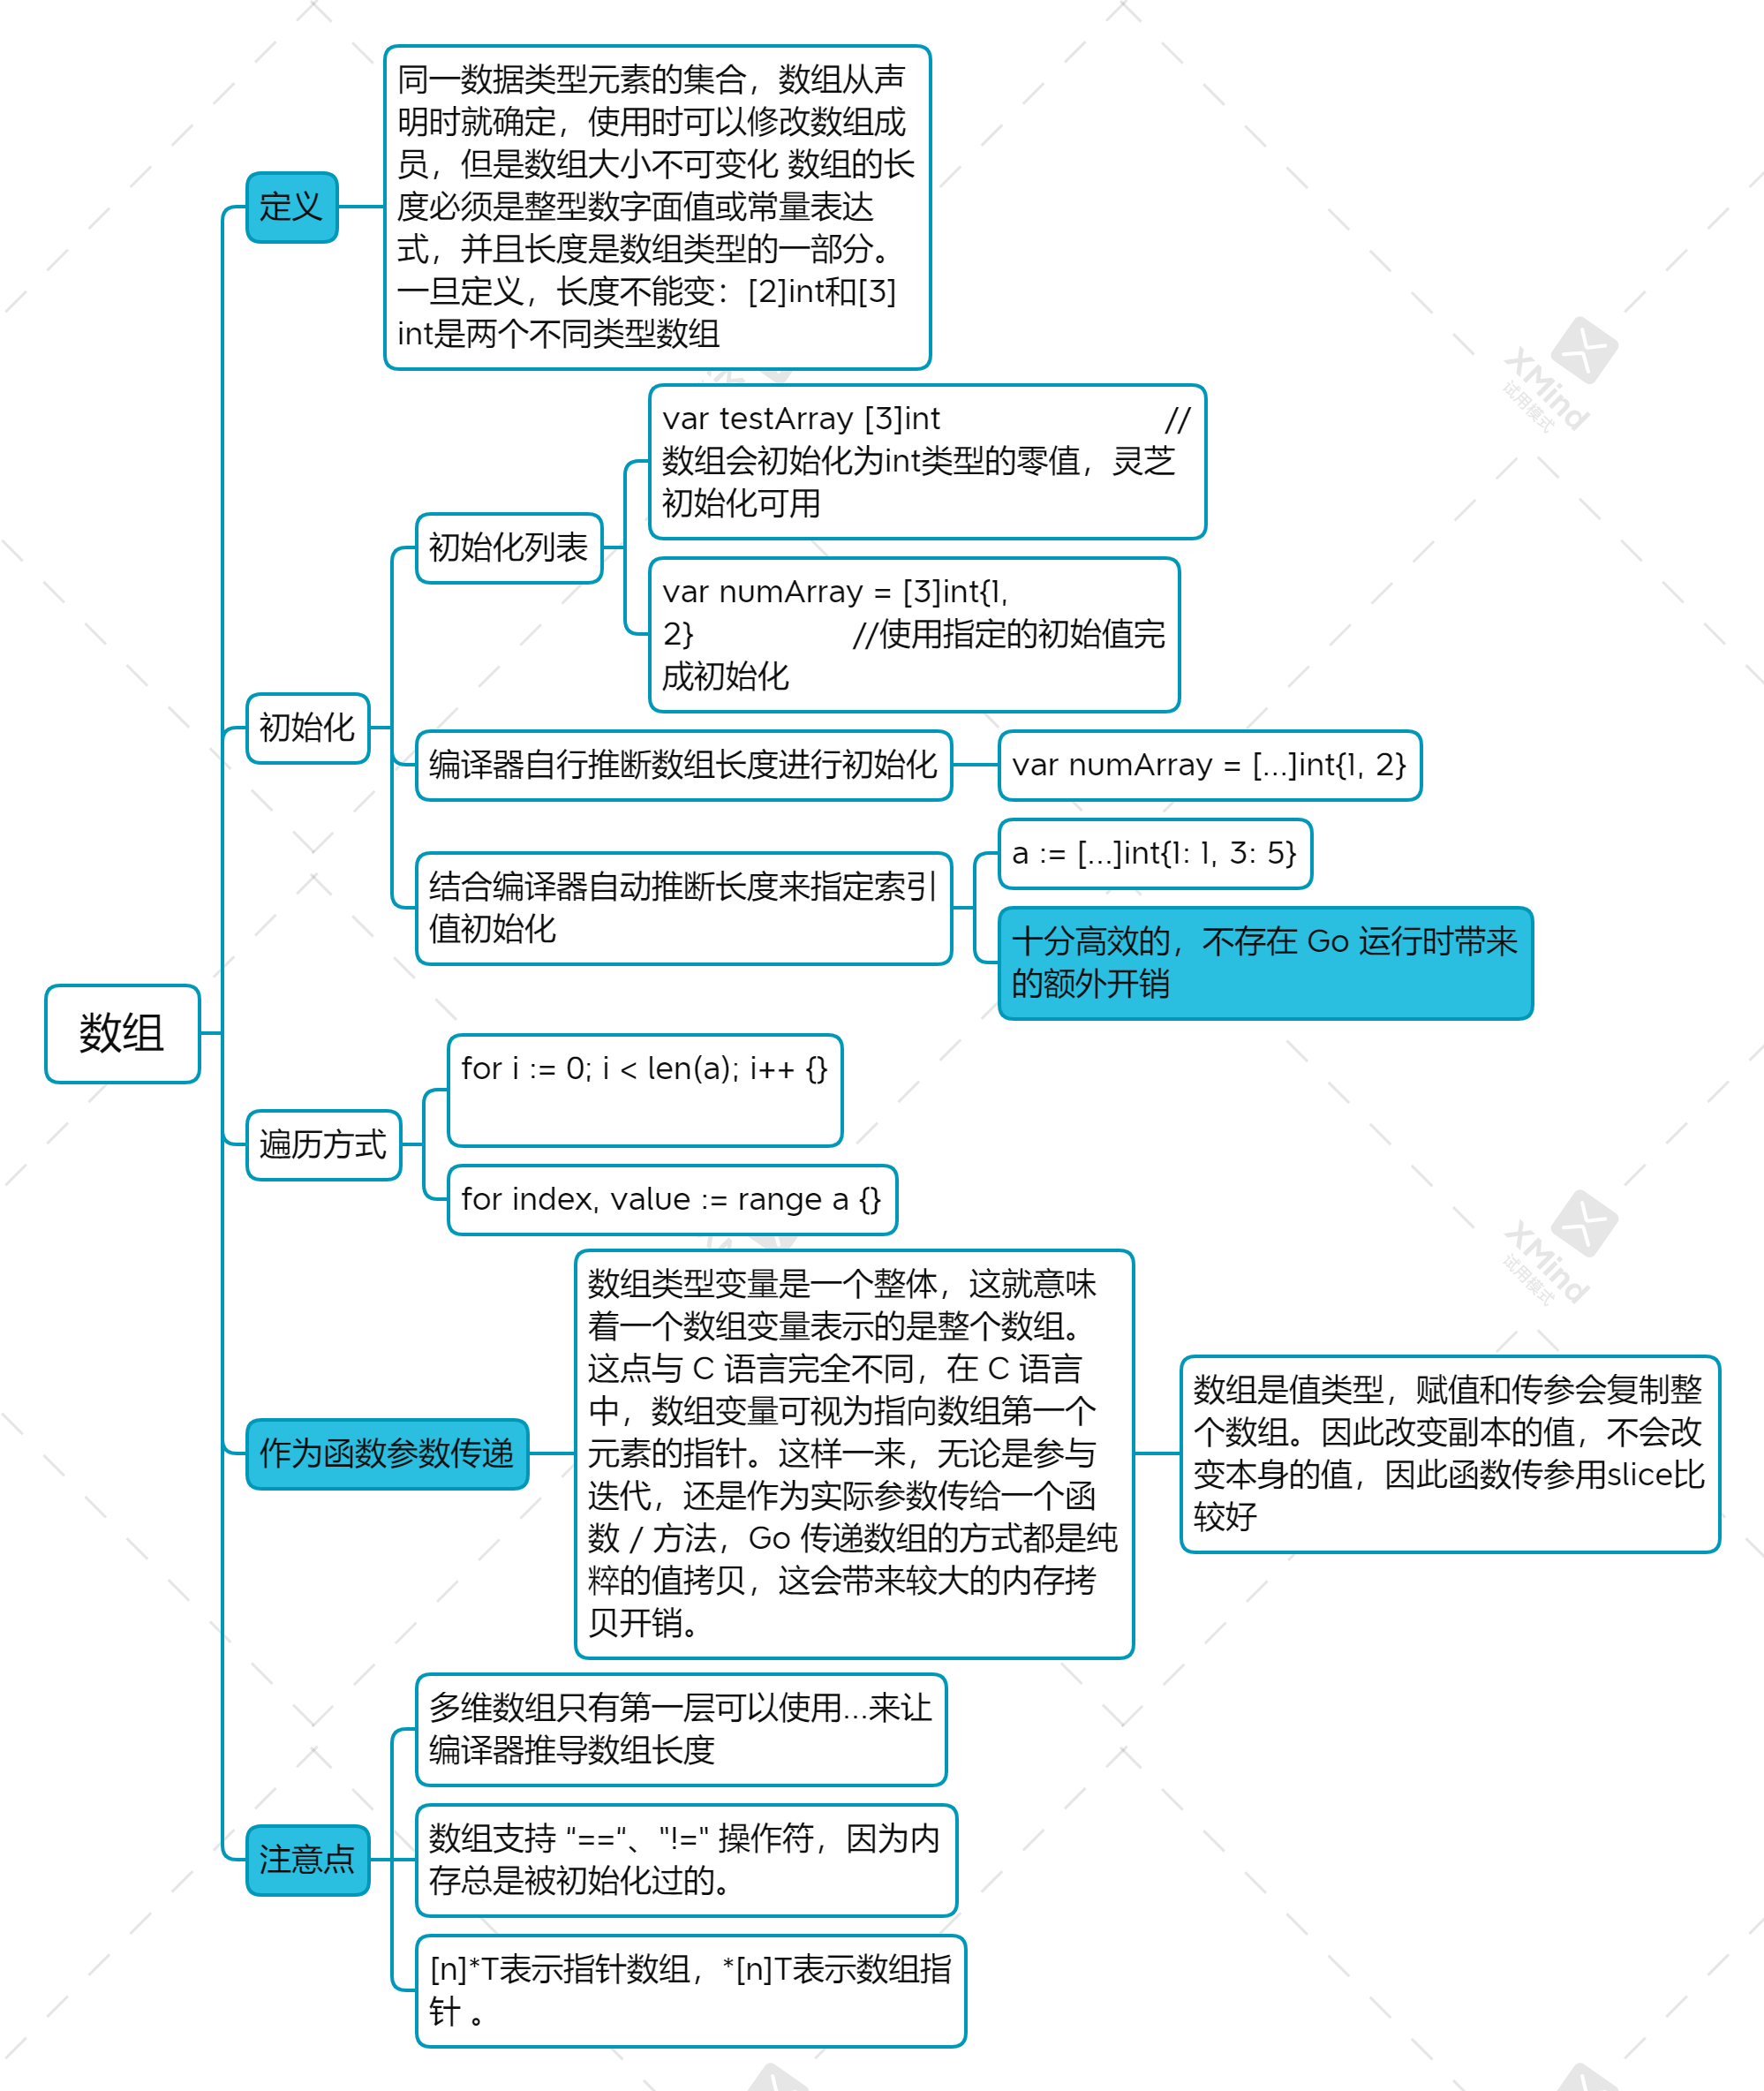 同一数据类型元素的集合，数组从声
明时就确定，使用时可以修改数组成
员，但是数组大小不可变化 数组的长
度必须是整型数字面值或常量表达
式，并且长度是数组类型的一部分。
一旦定义，长度不能变：[2]int和[3]
int是两个不同类型数组
定义
var testArray [3]int //
数组会初始化为int类型的零值，灵芝
初始化可用
初始化列表
var numArray = [3]int{1,
2} //使用指定的初始值完
成初始化
初始化
编译器自行推断数组长度进行初始化
var numArray = [...]int{1, 2}
结合编译器自动推断长度来指定索引
值初始化
a := [...]int{1: 1, 3: 5}
十分高效的，不存在 Go 运行时带来
的额外开销
数组
遍历方式
for i := 0; i < len(a); i++ {}
for index, value := range a {}
作为函数参数传递
数组类型变量是一个整体，这就意味
着一个数组变量表示的是整个数组。
这点与 C 语言完全不同，在 C 语言
中，数组变量可视为指向数组第一个
元素的指针。这样一来，无论是参与
迭代，还是作为实际参数传给一个函
数 / 方法，Go 传递数组的方式都是纯
粹的值拷贝，这会带来较大的内存拷
贝开销。
数组是值类型，赋值和传参会复制整
个数组。因此改变副本的值，不会改
变本身的值，因此函数传参用slice比
较好
注意点
多维数组只有第一层可以使用...来让
编译器推导数组长度
数组支持 “==“、"!=" 操作符，因为内
存总是被初始化过的。
[n]*T表示指针数组，*[n]T表示数组指
针 。
XMind
试用模式
XMind
试用模式